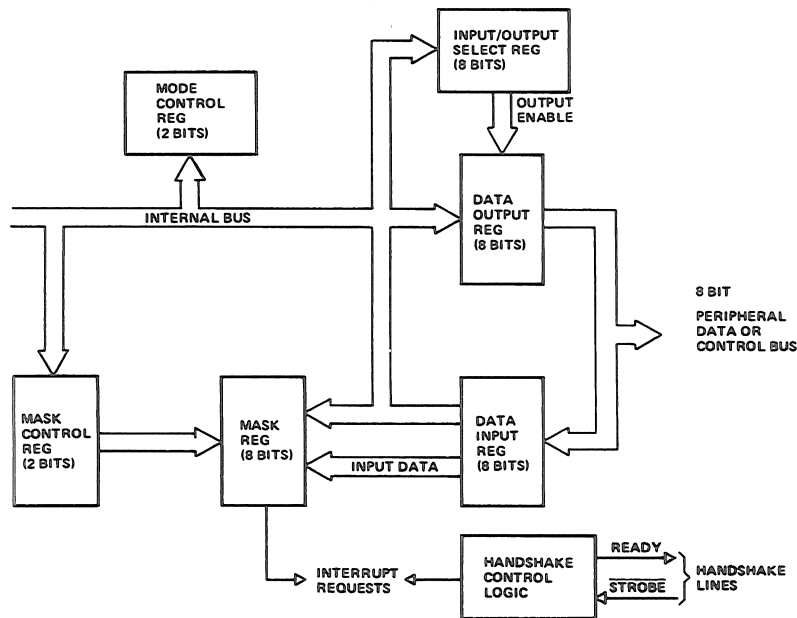 INPUT/OUTPUT
SELECT REG
(8 BITS)
MODE
CONTROL
REG
(2 BITS)
OUTPUT
ENABLE
INTERNAL BUS
DATA
OUTPUT
REG
(8 BITS)
8 BIT
PERIPHERAL
DATA OR
CONTROL BUS
MASK
CONTROL
REG
(2 BITS)
MASK
REG
(8 BITS)
DATA
INPUT
REG
(8 BITS)
INPUT DATA
INTERRUPT
REQUESTS
HANDSHAKE
CONTROL
LOGIC
READY
STROBE
HANDSHAKE
LINES